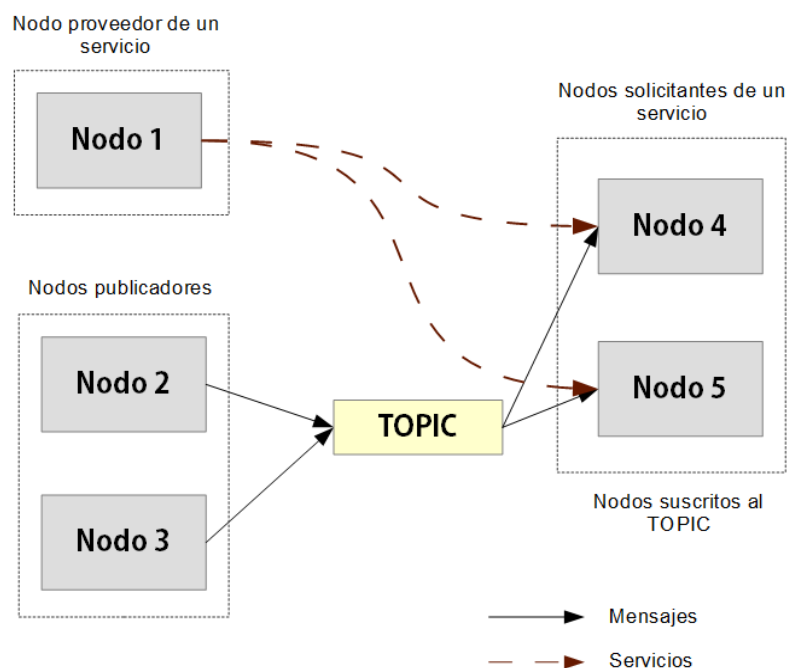 Nodo proveedor de un
servicio
Nodo 1
Nodos solicitantes de un
servicio
Nodo 4
Nodos publicadores
Nodo 2
TOPIC
Nodo 5
Nodo 3
Nodos suscritos al
TOPIC
Mensajes
Servicios